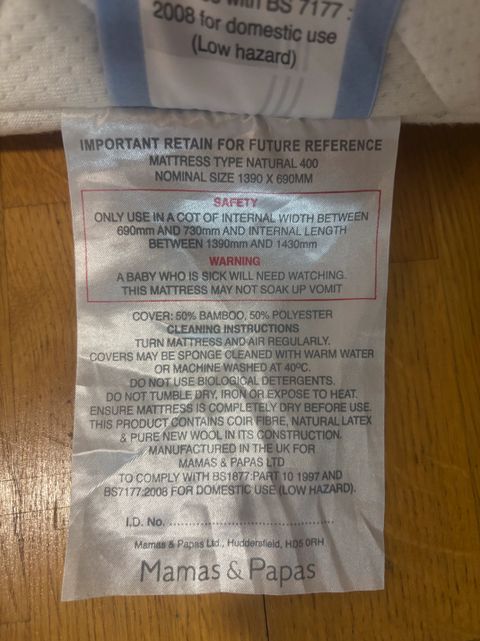 with BS 7177 :
2008 for domestic use
(Low hazard)
IMPORTANT RETAIN FOR FUTURE REFERENCE
MATTRESS TYPE NATURAL 400
NOMINAL SIZE 1390 X 690MM
SAFETY
ONLY USE IN A COT OF INTERNAL WIDTH BETWEEN
690mm AND 730mm AND INTERNAL LENGTH
BETWEEN 1390mm AND 1430mm
WARNING
A BABY WHO IS SICK WILL NEED WATCHING.
THIS MATTRESS MAY NOT SOAK UP VOMIT
COVER: 50% BAMBOO, 50% POLYESTER
CLEANING INSTRUCTIONS
TURN MATTRESS AND AIR REGULARLY.
COVERS MAY BE SPONGE CLEANED WITH WARM WATER
OR MACHINE WASHED AT 40ºC.
DO NOT USE BIOLOGICAL DETERGENTS.
DO NOT TUMBLE DRY, IRON OR EXPOSE TO HEAT.
ENSURE MATTRESS IS COMPLETELY DRY BEFORE USE.
THIS PRODUCT CONTAINS COIR FIBRE, NATURAL LATEX
& PURE NEW WOOL IN ITS CONSTRUCTION.
MANUFACTURED IN THE UK FOR
MAMAS & PAPAS LTD
TO COMPLY WITH BS1877:PART 10 1997 AND
BS7177:2008 FOR DOMESTIC USE (LOW HAZARD).
I.D. No. ......................................
Mamas & Papas Ltd., Huddersfield, HD5 0RH
Mamas & Papas